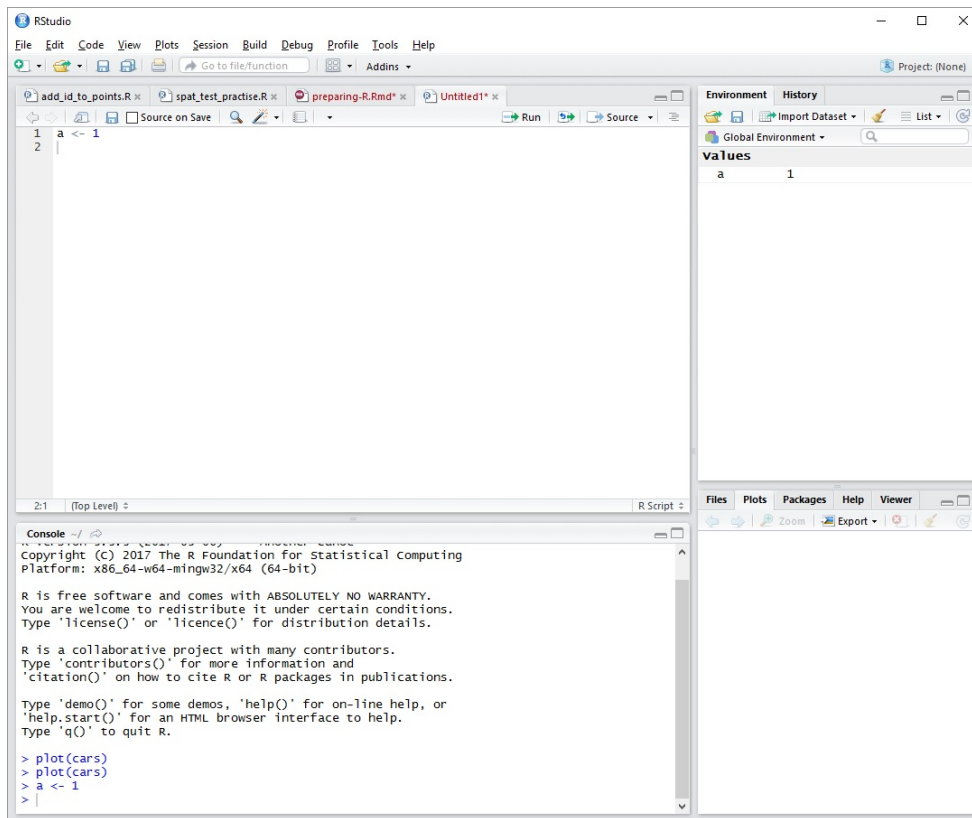 RStudio
File Edit Code View Plots Session Build Debug Profile Tools Help
Go to file/function Addins Project: (None)
add_id_to_points.R spat_test_practise.R preparing-R.Rmd* Untitled1*
Source on Save Run Source
1 a <- 1
2
2:1 (Top Level) R Script
Console ~/
Copyright (C) 2017 The R Foundation for Statistical Computing
Platform: x86_64-w64-mingw32/x64 (64-bit)
R is free software and comes with ABSOLUTELY NO WARRANTY.
You are welcome to redistribute it under certain conditions.
Type 'license()' or 'licence()' for distribution details.
R is a collaborative project with many contributors.
Type 'contributors()' for more information and
'citation()' on how to cite R or R packages in publications.
Type 'demo()' for some demos, 'help()' for on-line help, or
'help.start()' for an HTML browser interface to help.
Type 'q()' to quit R.
> plot(cars)
> plot(cars)
> a <- 1
>
Environment History
Import Dataset List
Global Environment
Values
a 1
Files Plots Packages Help Viewer
Zoom Export